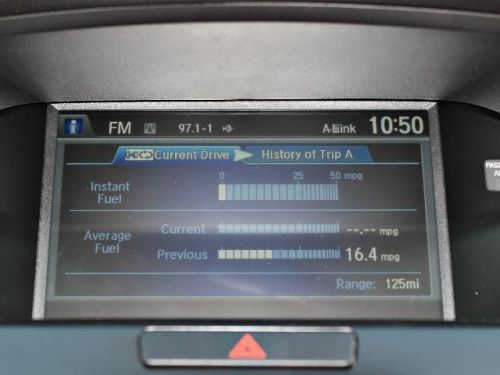 i FM 97.1-1 HD A-Link 10:50
Current Drive History of Trip A
Instant Fuel 0 25 50 mpg
Average Fuel
Current --.-- mpg
Previous 16.4 mpg
Range: 125mi